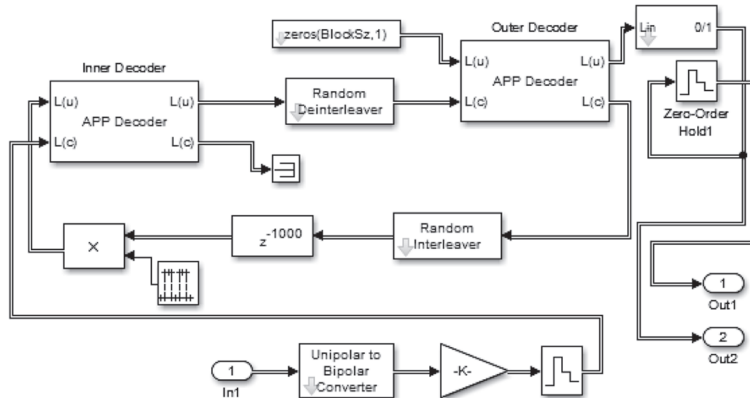 zeros(BlockSz,1)
Outer Decoder
Lin 0/1
L(u) L(u)
APP Decoder
L(c) L(c)
Inner Decoder
L(u) L(u)
APP Decoder
L(c) L(c)
Random
Deinterleaver
Zero-Order
Hold1
×
z-1000
Random
Interleaver
1
Out1
2
Out2
1
In1
Unipolar to
Bipolar
Converter
-K-